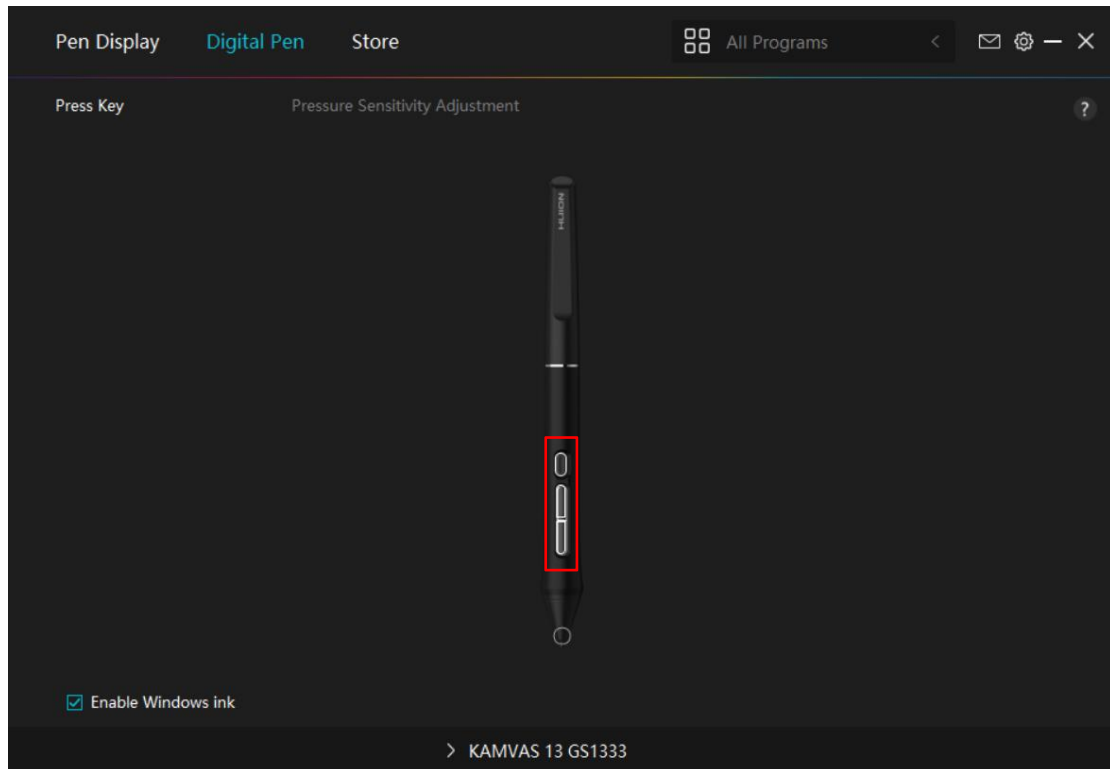 Pen Display Digital Pen Store All Programs
Press Key Pressure Sensitivity Adjustment ?
HUION
Enable Windows ink
KAMVAS 13 GS1333